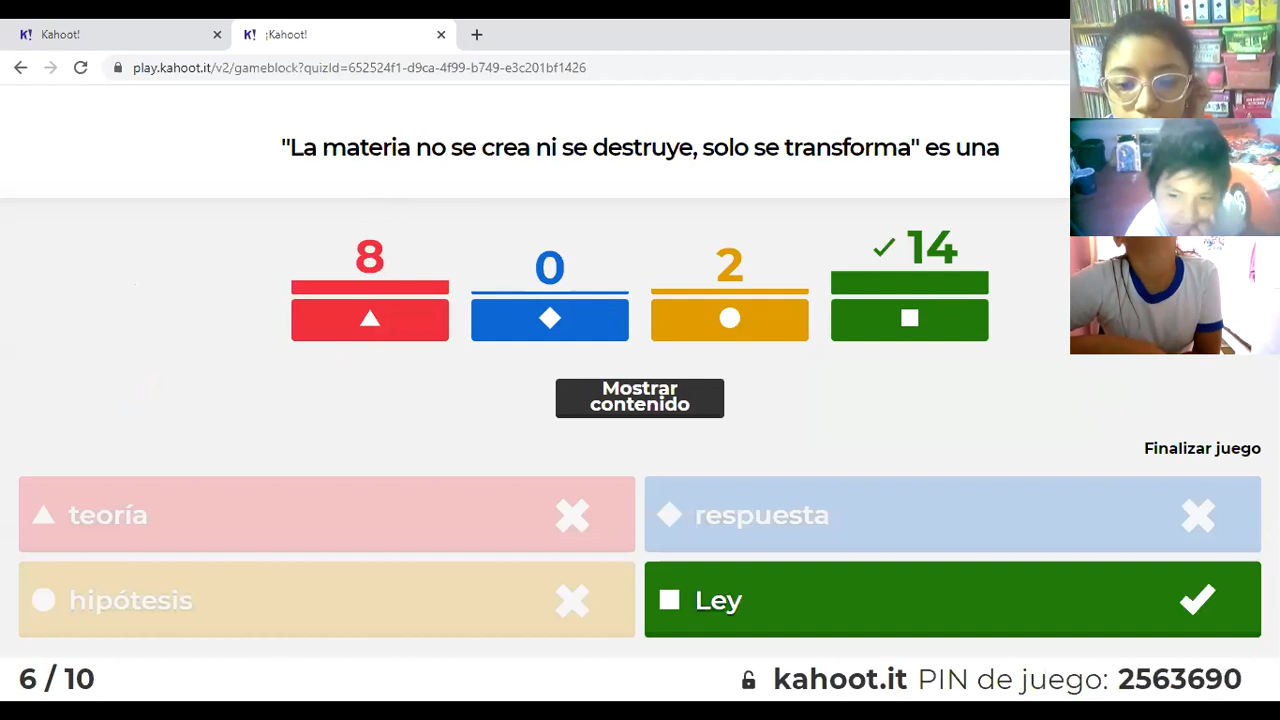 K! Kahoot!
K! ¡Kahoot!
play.kahoot.it/v2/gameblock?quizId=652524f1-d9ca-4f99-b749-e3c201bf1426
"La materia no se crea ni se destruye, solo se transforma" es una
8
0
2
14
Mostrar
contenido
Finalizar juego
teoría
respuesta
hipótesis
Ley
6 / 10
kahoot.it PIN de juego: 2563690